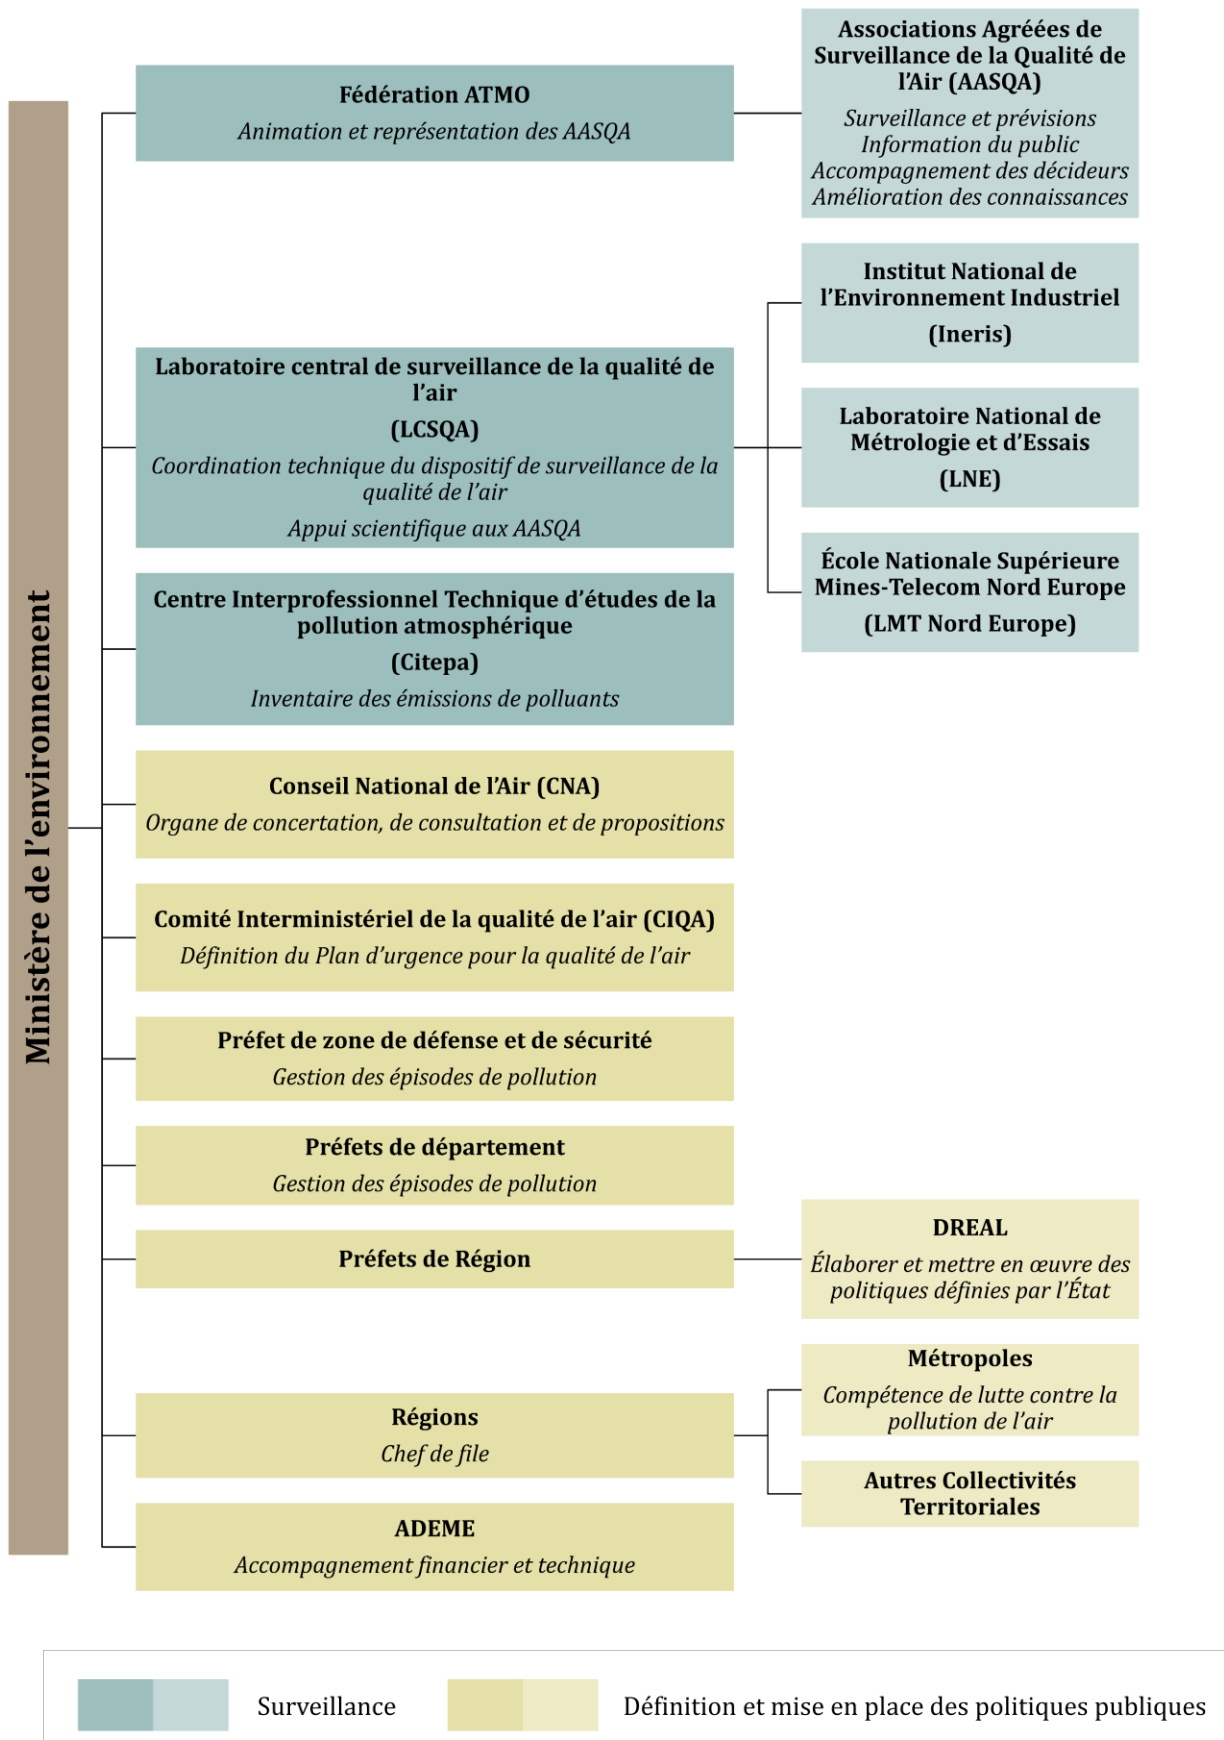 Ministère de l'environnement
Fédération ATMO
Animation et représentation des AASQA
Associations Agréées de
Surveillance de la Qualité de
l'Air (AASQA)
Surveillance et prévisions
Information du public
Accompagnement des décideurs
Amélioration des connaissances
Laboratoire central de surveillance de la qualité de
l'air
(LCSQA)
Coordination technique du dispositif de surveillance de la
qualité de l'air
Appui scientifique aux AASQA
Institut National de
l'Environnement Industriel
(Ineris)
Laboratoire National de
Métrologie et d'Essais
(LNE)
École Nationale Supérieure
Mines-Telecom Nord Europe
(LMT Nord Europe)
Centre Interprofessionnel Technique d'études de la
pollution atmosphérique
(Citepa)
Inventaire des émissions de polluants
Conseil National de l'Air (CNA)
Organe de concertation, de consultation et de propositions
Comité Interministériel de la qualité de l'air (CIQA)
Définition du Plan d'urgence pour la qualité de l'air
Préfet de zone de défense et de sécurité
Gestion des épisodes de pollution
Préfets de département
Gestion des épisodes de pollution
Préfets de Région
DREAL
Élaborer et mettre en œuvre des
politiques définies par l'État
Régions
Chef de file
Métropoles
Compétence de lutte contre la
pollution de l'air
Autres Collectivités
Territoriales
ADEME
Accompagnement financier et technique
Surveillance
Définition et mise en place des politiques publiques